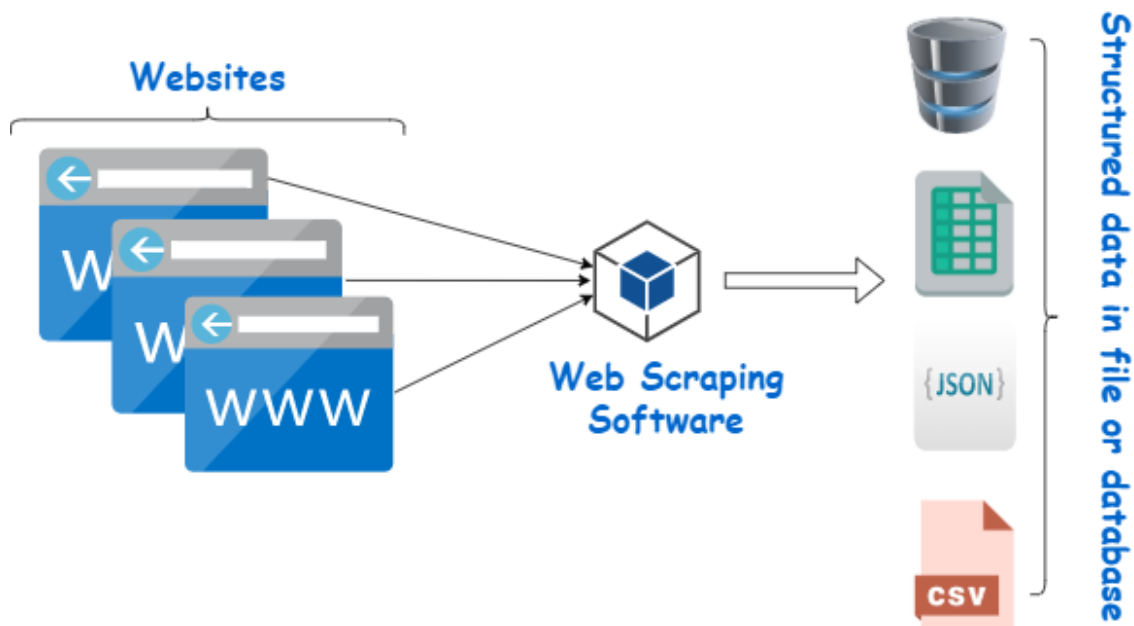 Websites
W
W
WWW
Web Scraping
Software
{JSON}
CSV
Structured data in file or database